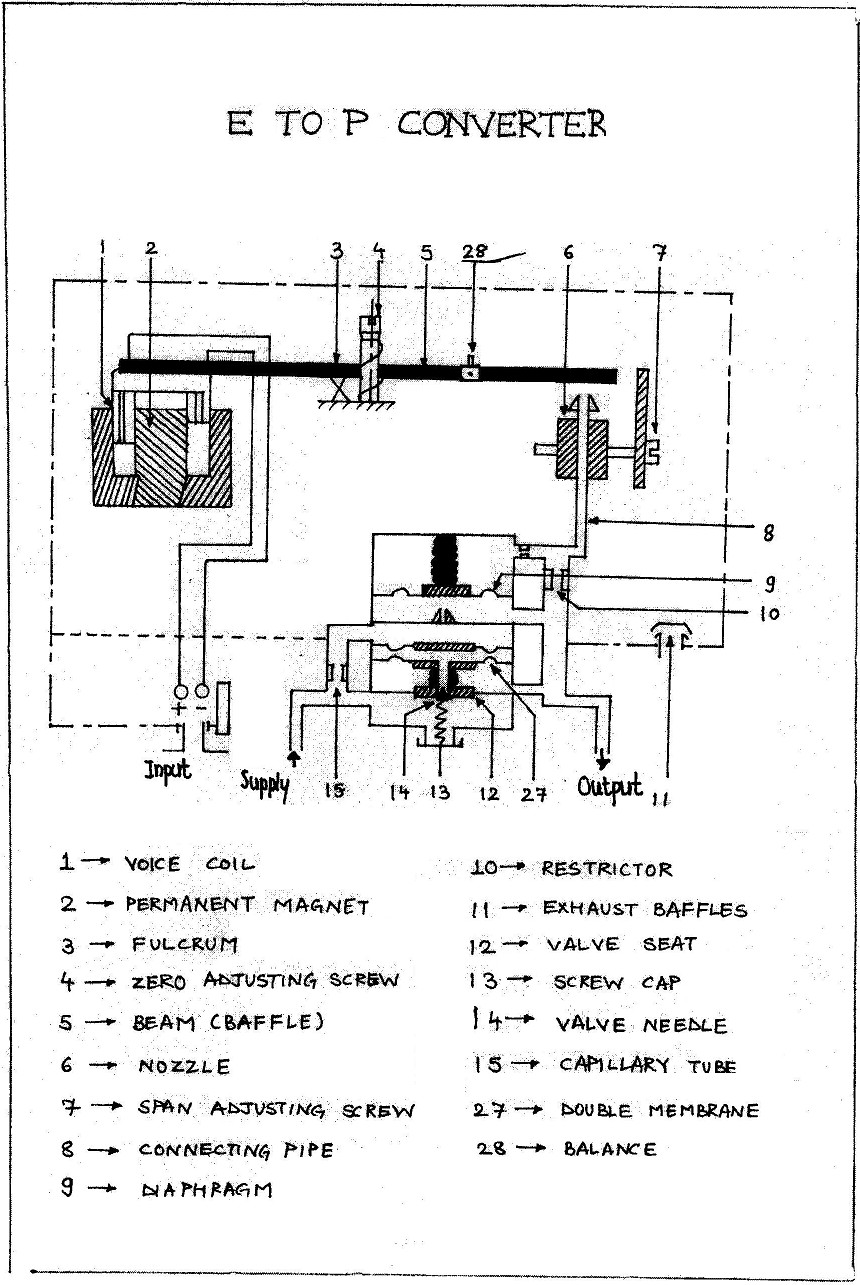 E TO P CONVERTER
1 2 3 4 5 28 6 7
8
9
10
+ -
Input Supply 15 14 13 12 27 Output 11
1 → VOICE COIL
2 → PERMANENT MAGNET
3 → FULCRUM
4 → ZERO ADJUSTING SCREW
5 → BEAM (BAFFLE)
6 → NOZZLE
7 → SPAN ADJUSTING SCREW
8 → CONNECTING PIPE
9 → DIAPHRAGM
10 → RESTRICTOR
11 → EXHAUST BAFFLES
12 → VALVE SEAT
13 → SCREW CAP
14 → VALVE NEEDLE
15 → CAPILLARY TUBE
27 → DOUBLE MEMBRANE
28 → BALANCE